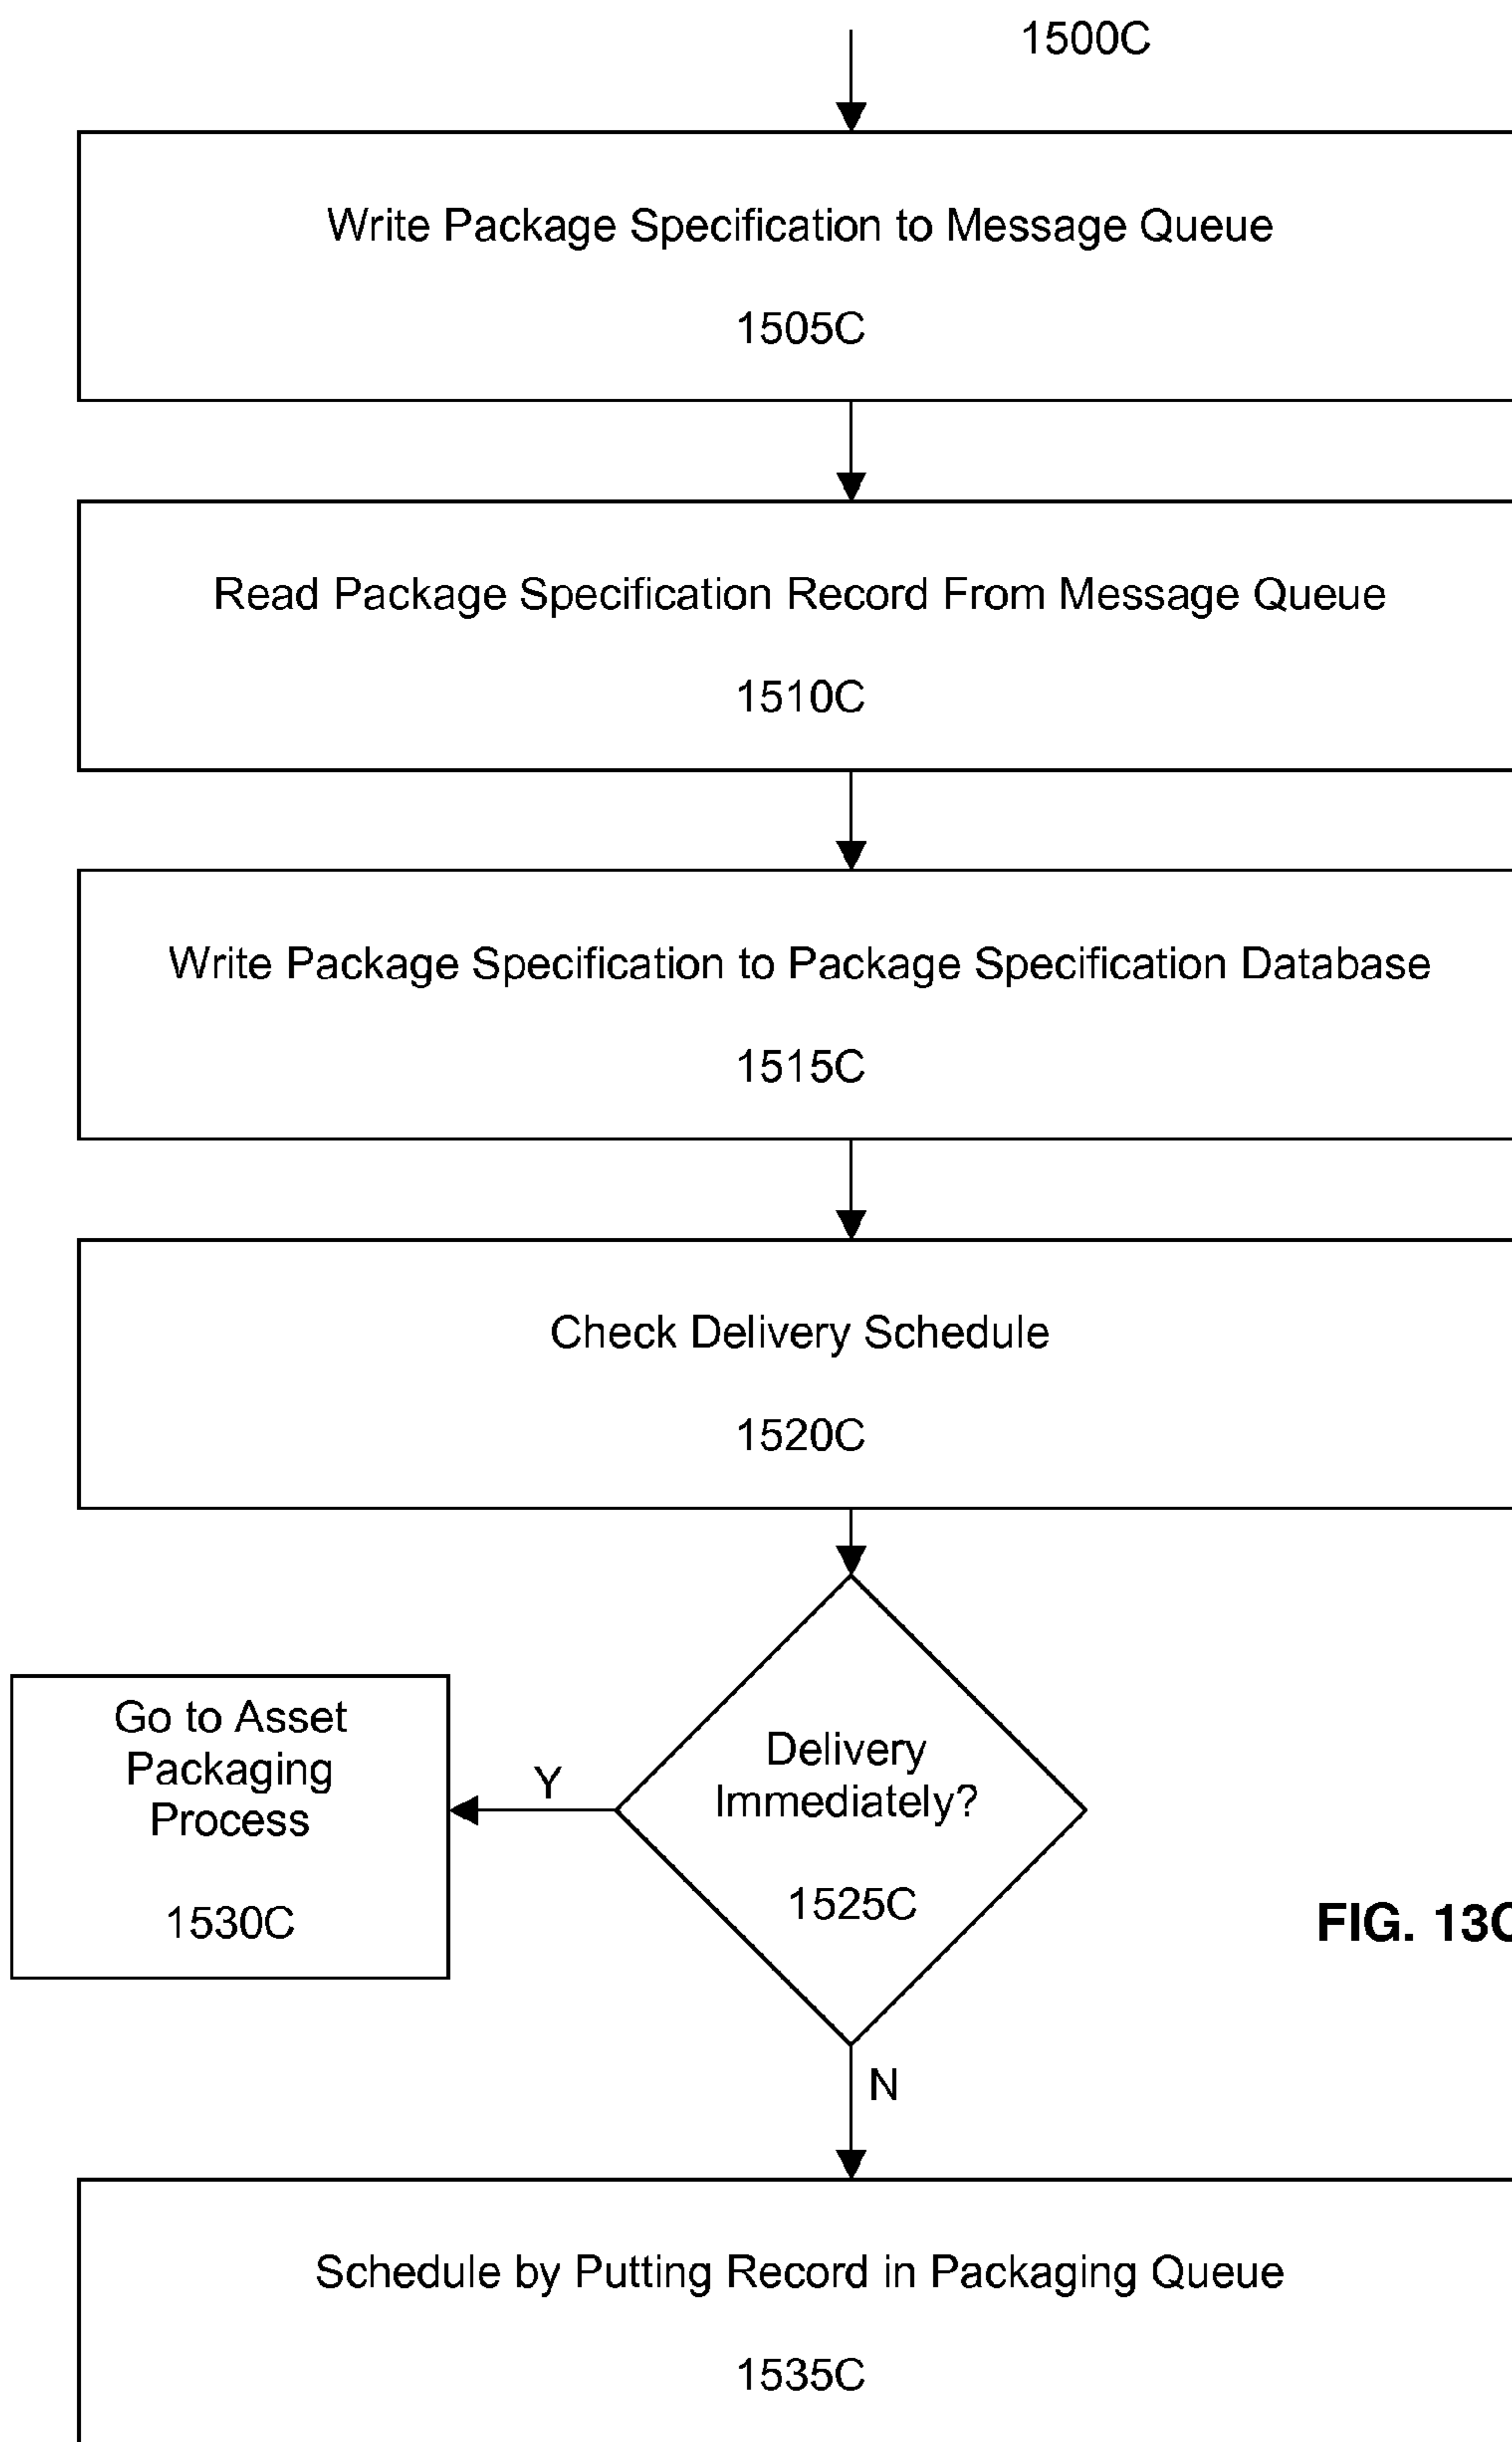 1500C
Write Package Specification to Message Queue
1505C
Read Package Specification Record From Message Queue
1510C
Write Package Specification to Package Specification Database
1515C
Check Delivery Schedule
1520C
Go to Asset
Packaging
Process
1530C
Y
Delivery
Immediately?
1525C
FIG. 13C
N
Schedule by Putting Record in Packaging Queue
1535C